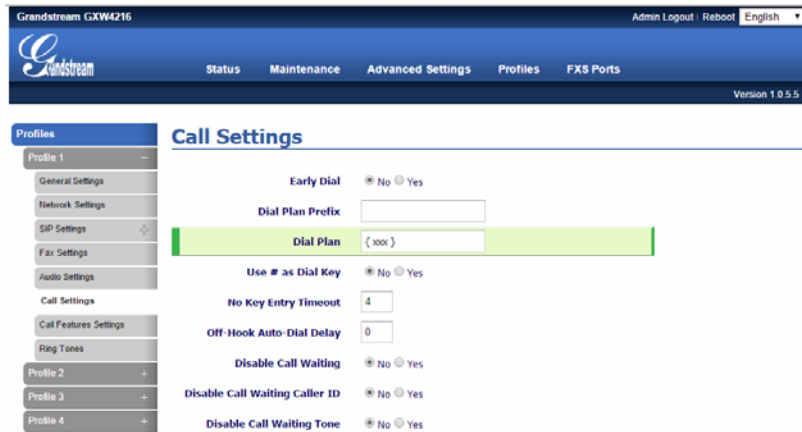 Grandstream GXW4216
Admin Logout | Reboot English
Grandstream
Status Maintenance Advanced Settings Profiles FXS Ports
Version 1.0.5.5
Profiles
Profile 1
General Settings
Network Settings
SIP Settings
Fax Settings
Audio Settings
Call Settings
Call Features Settings
Ring Tones
Profile 2
Profile 3
Profile 4
Call Settings
Early Dial No Yes
Dial Plan Prefix
Dial Plan { xxx }
Use # as Dial Key No Yes
No Key Entry Timeout 4
Off-Hook Auto-Dial Delay 0
Disable Call Waiting No Yes
Disable Call Waiting Caller ID No Yes
Disable Call Waiting Tone No Yes